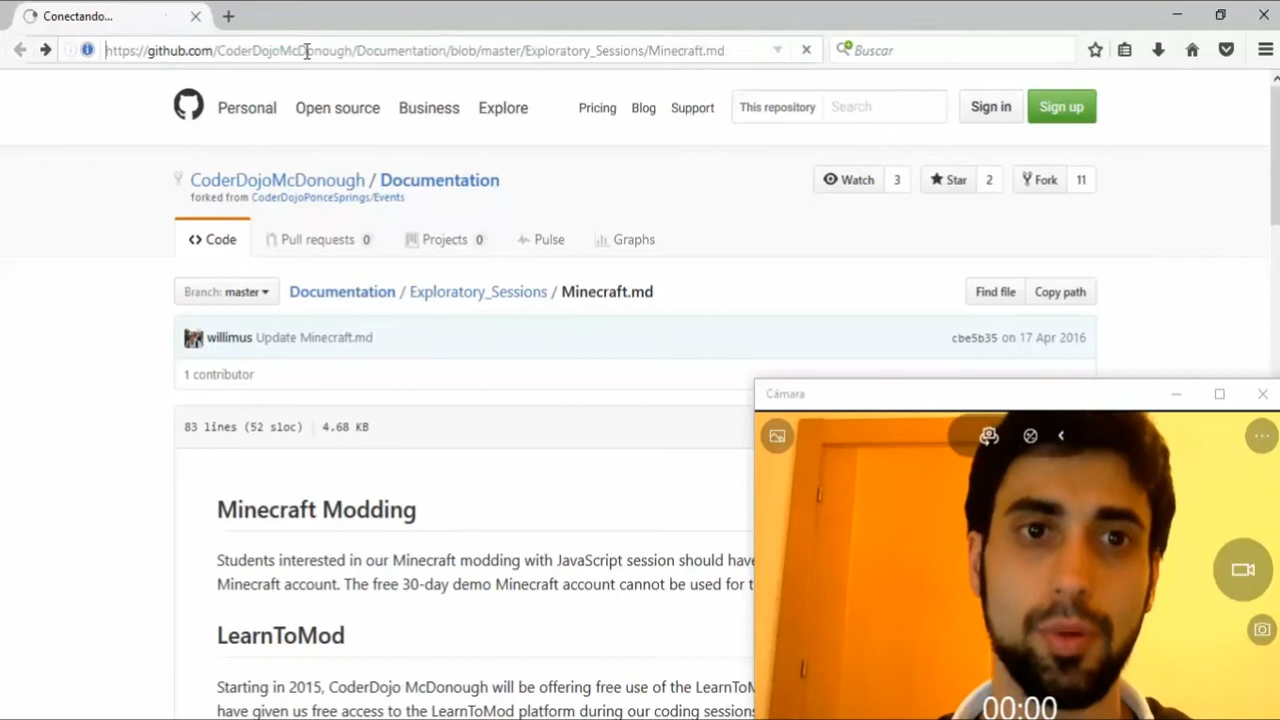 Conectando...
https://github.com/CoderDojoMcDonough/Documentation/blob/master/Exploratory_Sessions/Minecraft.md
Buscar
Personal Open source Business Explore Pricing Blog Support This repository Search Sign in Sign up
CoderDojoMcDonough / Documentation Watch 3 Star 2 Fork 11
forked from CoderDojoPonceSprings/Events
Code Pull requests 0 Projects 0 Pulse Graphs
Branch: master Documentation / Exploratory_Sessions / Minecraft.md Find file Copy path
willimus Update Minecraft.md cbe5b35 on 17 Apr 2016
1 contributor
83 lines (52 sloc) 4.68 KB
Cámara
Minecraft Modding
Students interested in our Minecraft modding with JavaScript session should have
Minecraft account. The free 30-day demo Minecraft account cannot be used for t
LearnToMod
Starting in 2015, CoderDojo McDonough will be offering free use of the LearnToM
have given us free access to the LearnToMod platform during our coding sessions
00:00